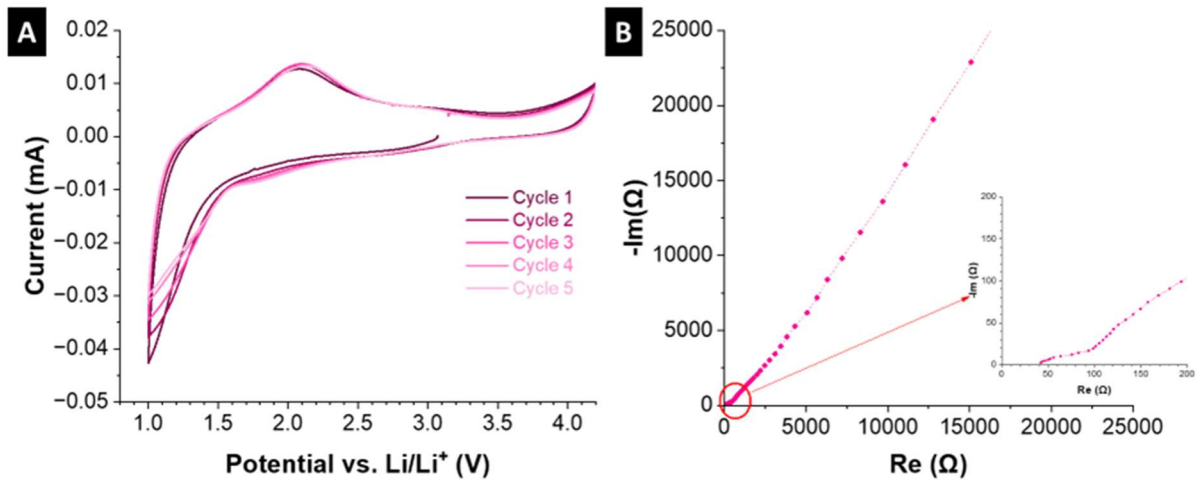 A
0.02
0.01
0.00
−0.01
−0.02
−0.03
−0.04
−0.05
Current (mA)
1.0 1.5 2.0 2.5 3.0 3.5 4.0
Potential vs. Li/Li⁺ (V)
Cycle 1
Cycle 2
Cycle 3
Cycle 4
Cycle 5
B
25000
20000
15000
10000
5000
0
-Im(Ω)
0 5000 10000 15000 20000 25000
Re (Ω)
200
150
100
50
0
-Im (Ω)
0 50 100 150 200
Re (Ω)